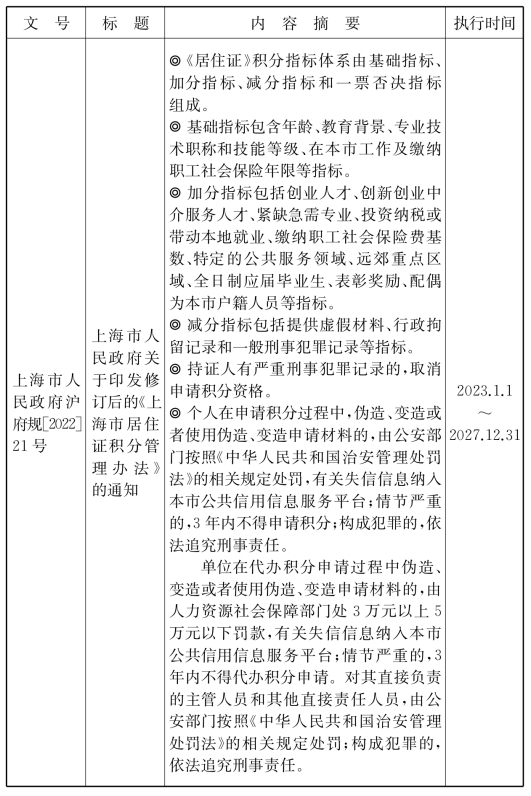 文 号
标 题
内 容 摘 要
执行时间
上海市人
民政府沪
府规[2022]
21号
上海市人
民政府关
于印发修
订后的《上
海市居住
证积分管
理办法》
的通知
◎《居住证》积分指标体系由基础指标、
加分指标、减分指标和一票否决指标
组成。
◎ 基础指标包含年龄、教育背景、专业技
术职称和技能等级、在本市工作及缴纳
职工社会保险年限等指标。
◎ 加分指标包括创业人才、创新创业中
介服务人才、紧缺急需专业、投资纳税或
带动本地就业、缴纳职工社会保险费基
数、特定的公共服务领域、远郊重点区
域、全日制应届毕业生、表彰奖励、配偶
为本市户籍人员等指标。
◎ 减分指标包括提供虚假材料、行政拘
留记录和一般刑事犯罪记录等指标。
◎ 持证人有严重刑事犯罪记录的,取消
申请积分资格。
◎ 个人在申请积分过程中,伪造、变造或
者使用伪造、变造申请材料的,由公安部
门按照《中华人民共和国治安管理处罚
法》的相关规定处罚,有关失信信息纳入
本市公共信用信息服务平台;情节严重
的,3年内不得申请积分;构成犯罪的,依
法追究刑事责任。
单位在代办积分申请过程中伪造、
变造或者使用伪造、变造申请材料的,由
人力资源社会保障部门处3万元以上5
万元以下罚款,有关失信信息纳入本市
公共信用信息服务平台;情节严重的,3
年内不得代办积分申请。对其直接负责
的主管人员和其他直接责任人员,由公
安部门按照《中华人民共和国治安管理
处罚法》的相关规定处罚;构成犯罪的,
依法追究刑事责任。
2023.1.1
~
2027.12.31